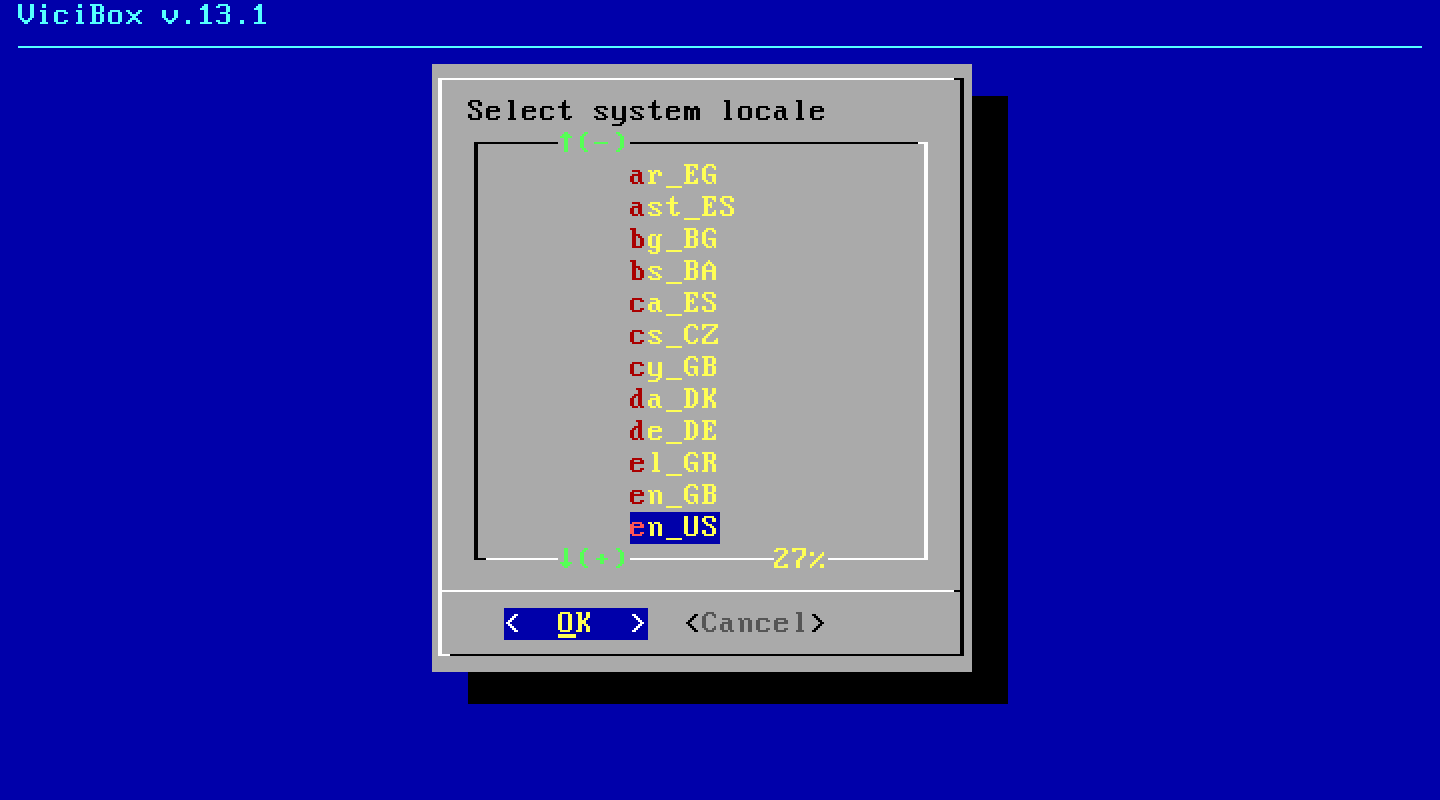 ViciBox v.13.1
Select system locale
↑(-)
ar_EG
ast_ES
bg_BG
bs_BA
ca_ES
cs_CZ
cy_GB
da_DK
de_DE
el_GR
en_GB
en_US
↓(+) 27%
< OK > <Cancel>